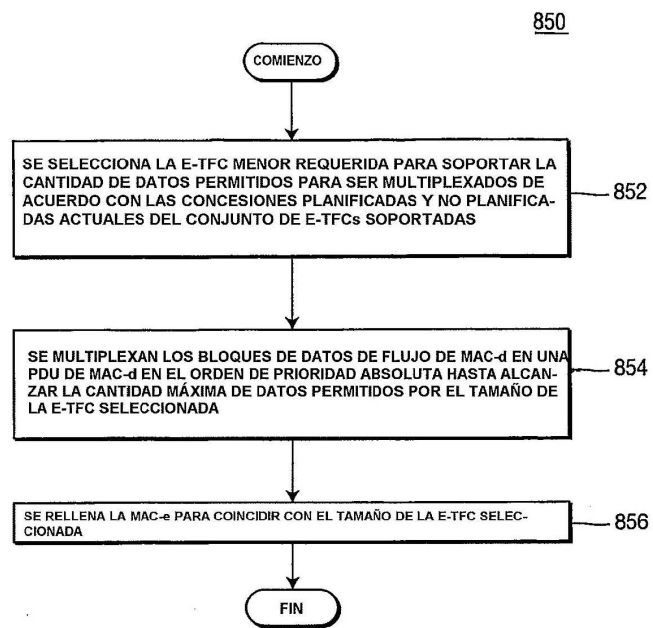 850
COMIENZO
SE SELECCIONA LA E-TFC MENOR REQUERIDA PARA SOPORTAR LA
CANTIDAD DE DATOS PERMITIDOS PARA SER MULTIPLEXADOS DE
ACUERDO CON LAS CONCESIONES PLANIFICADAS Y NO PLANIFICA-
DAS ACTUALES DEL CONJUNTO DE E-TFCs SOPORTADAS
852
SE MULTIPLEXAN LOS BLOQUES DE DATOS DE FLUJO DE MAC-d EN UNA
PDU DE MAC-d EN EL ORDEN DE PRIORIDAD ABSOLUTA HASTA ALCAN-
ZAR LA CANTIDAD MÁXIMA DE DATOS PERMITIDOS POR EL TAMAÑO DE
LA E-TFC SELECCIONADA
854
SE RELLENA LA MAC-e PARA COINCIDIR CON EL TAMAÑO DE LA E-TFC SELEC-
CIONADA
856
FIN